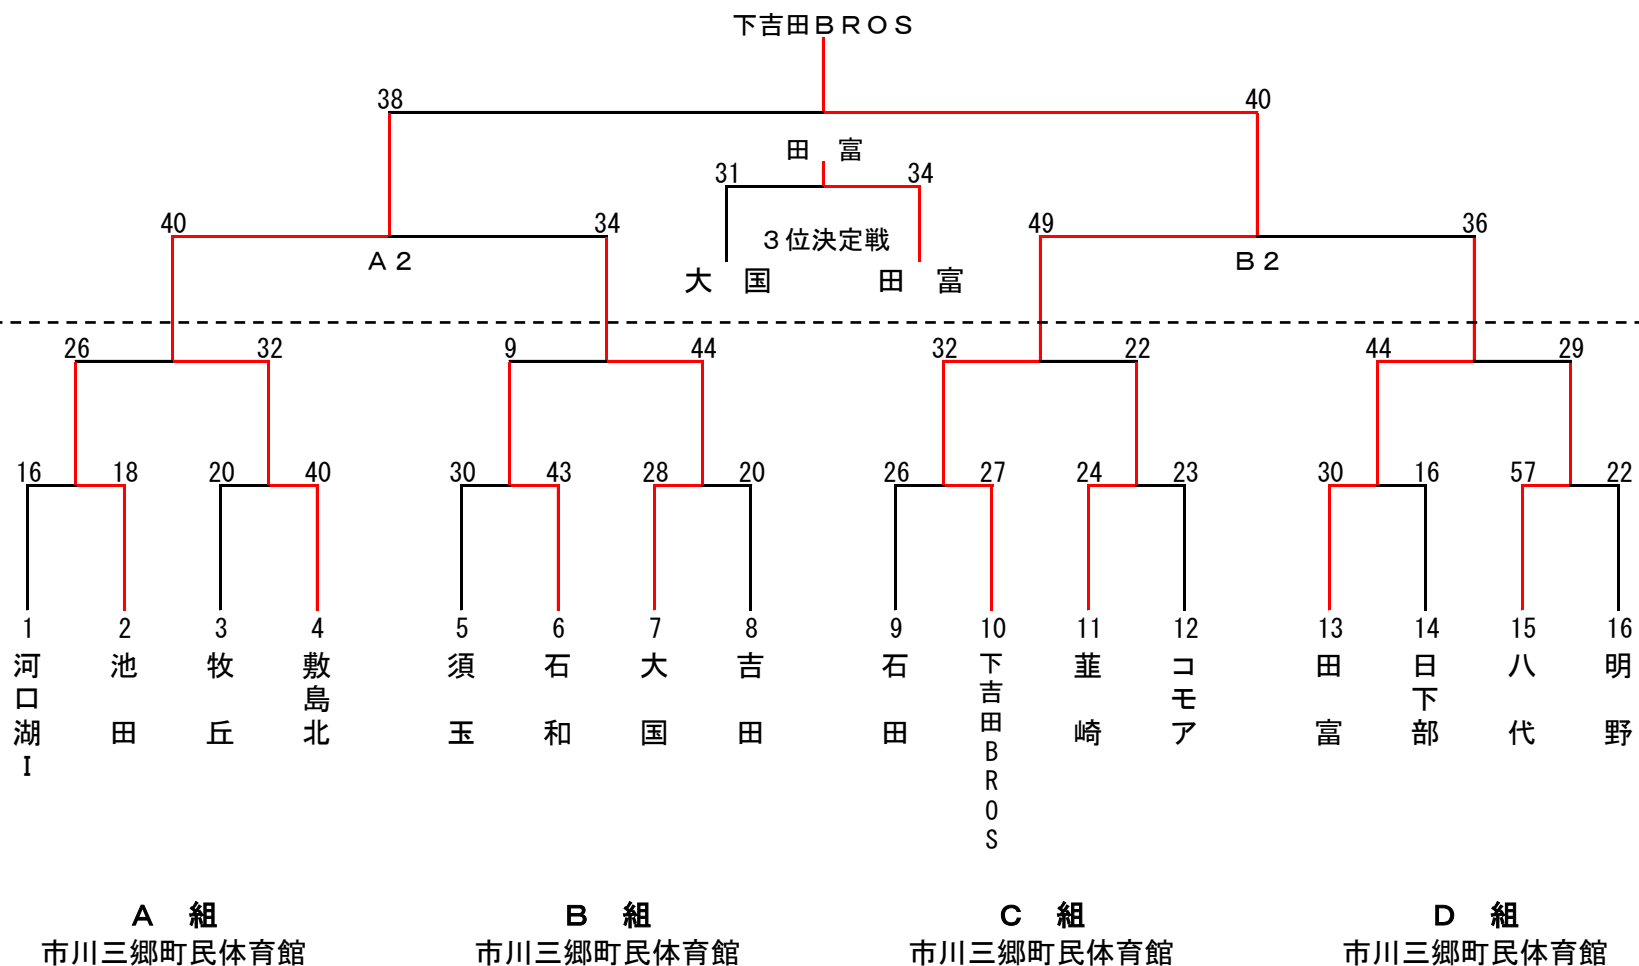 下吉田ＢＲＯＳ
38 40
田　富
31 34
40 34 ３位決定戦 49 36
Ａ２ 大　国 田　富 Ｂ２
26 32 9 44 32 22 44 29
16 18 20 40 30 43 28 20 26 27 24 23 30 16 57 22
1 2 3 4 5 6 7 8 9 10 11 12 13 14 15 16
河口湖Ⅰ
池田
牧丘
敷島北
須玉
石和
大国
吉田
石田
下吉田BROS
韮崎
コモア
田富
日下部
八代
明野
Ａ　組 Ｂ　組 Ｃ　組 Ｄ　組
市川三郷町民体育館 市川三郷町民体育館 市川三郷町民体育館 市川三郷町民体育館